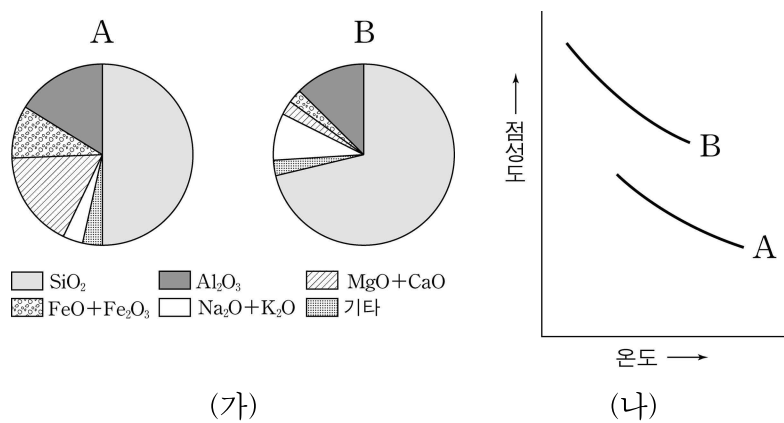 A
B
SiO₂
Al₂O₃
MgO+CaO
FeO+Fe₂O₃
Na₂O+K₂O
기타
(가)
점성도
B
A
온도
(나)